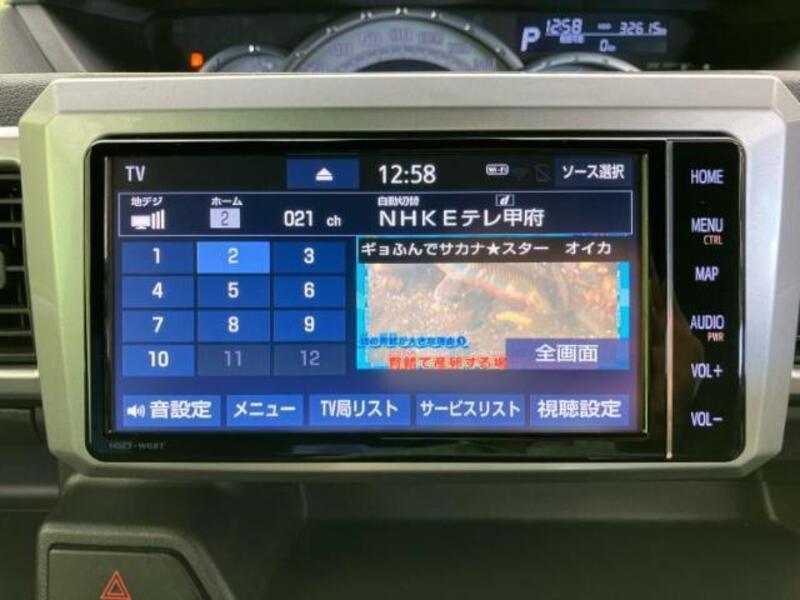 12:58
P
32615km
0km
TV
12:58
Wi-Fi
ソース選択
地デジ
ホーム
2
021 ch
自動切替
d
NHKEテレ甲府
ギョふんでサカナ★スター オイカ
1 2 3
4 5 6
7 8 9
10 11 12
全画面
音設定
メニュー
TV局リスト
サービスリスト
視聴設定
NSZT-W68T
HOME
MENU
CTRL
MAP
AUDIO
PWR
VOL+
VOL-